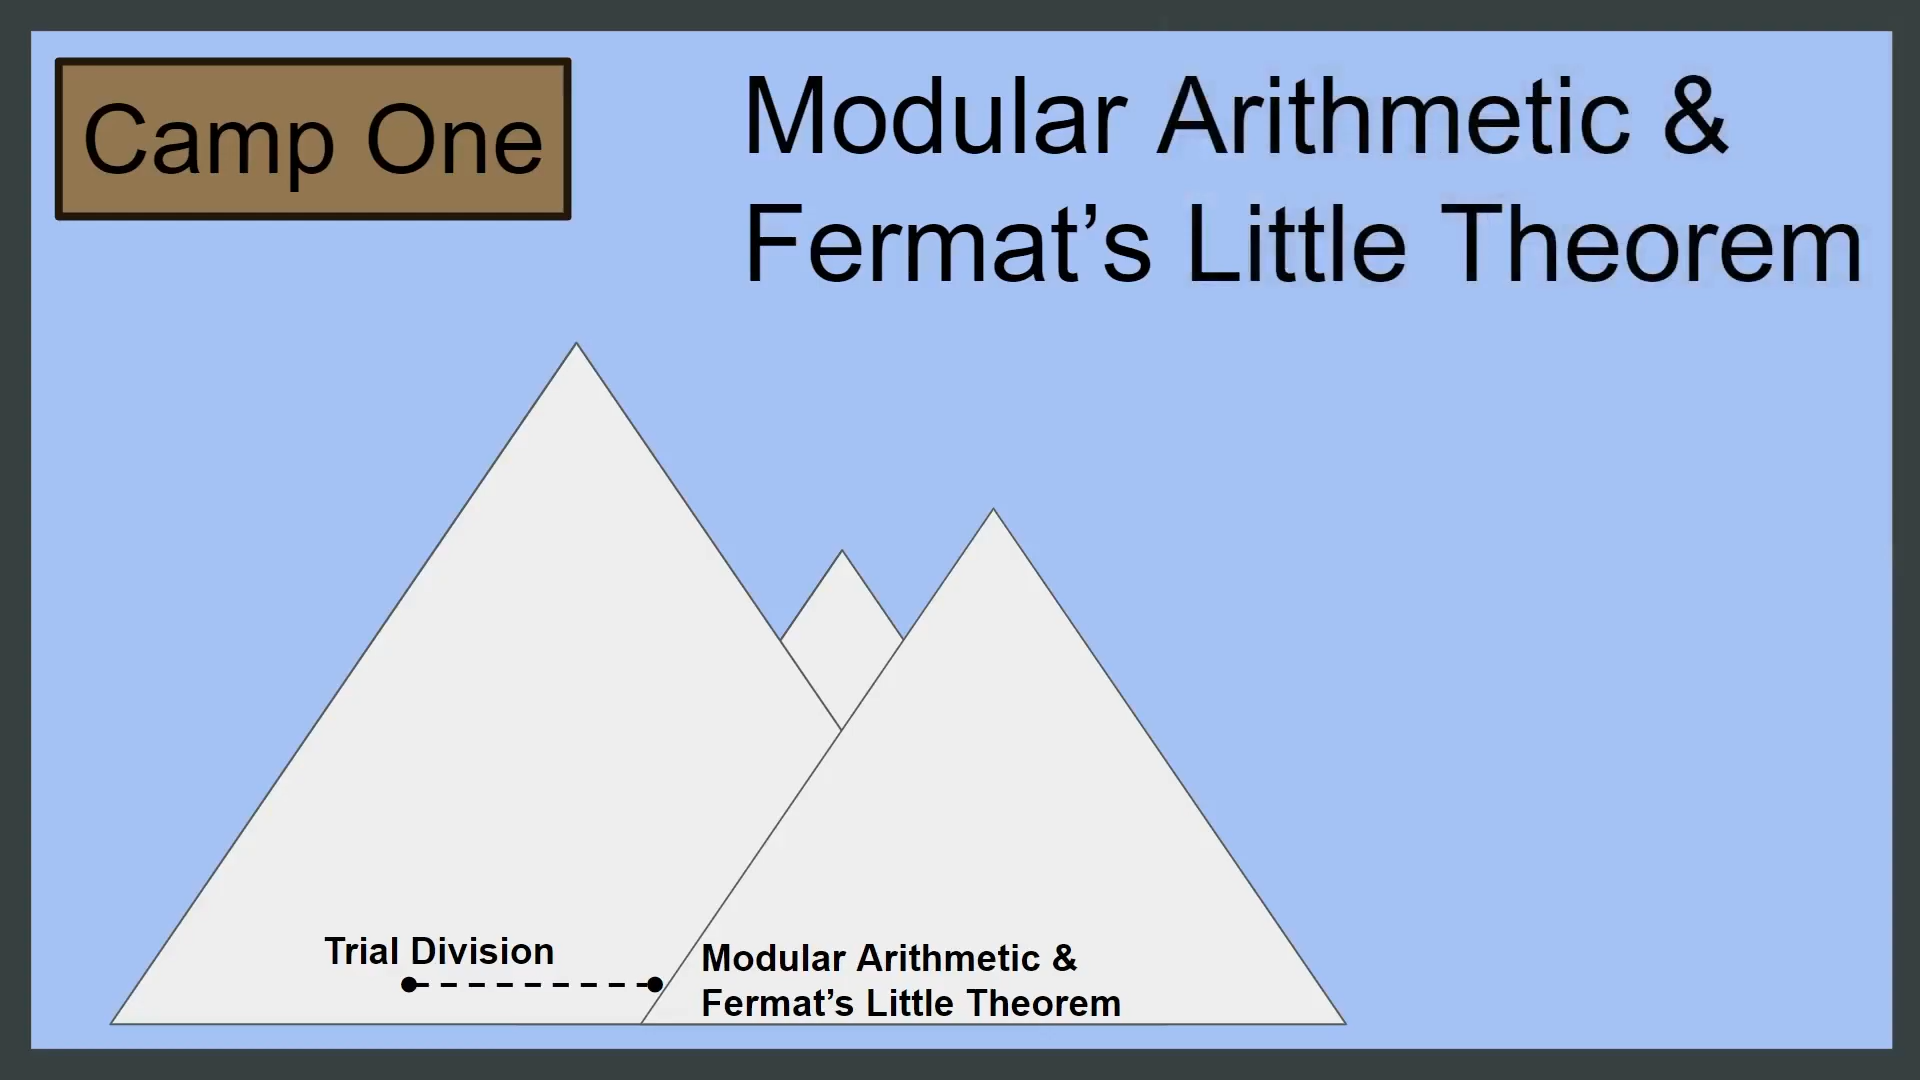 Camp One
Modular Arithmetic &
Fermat’s Little Theorem
Trial Division
Modular Arithmetic &
Fermat’s Little Theorem